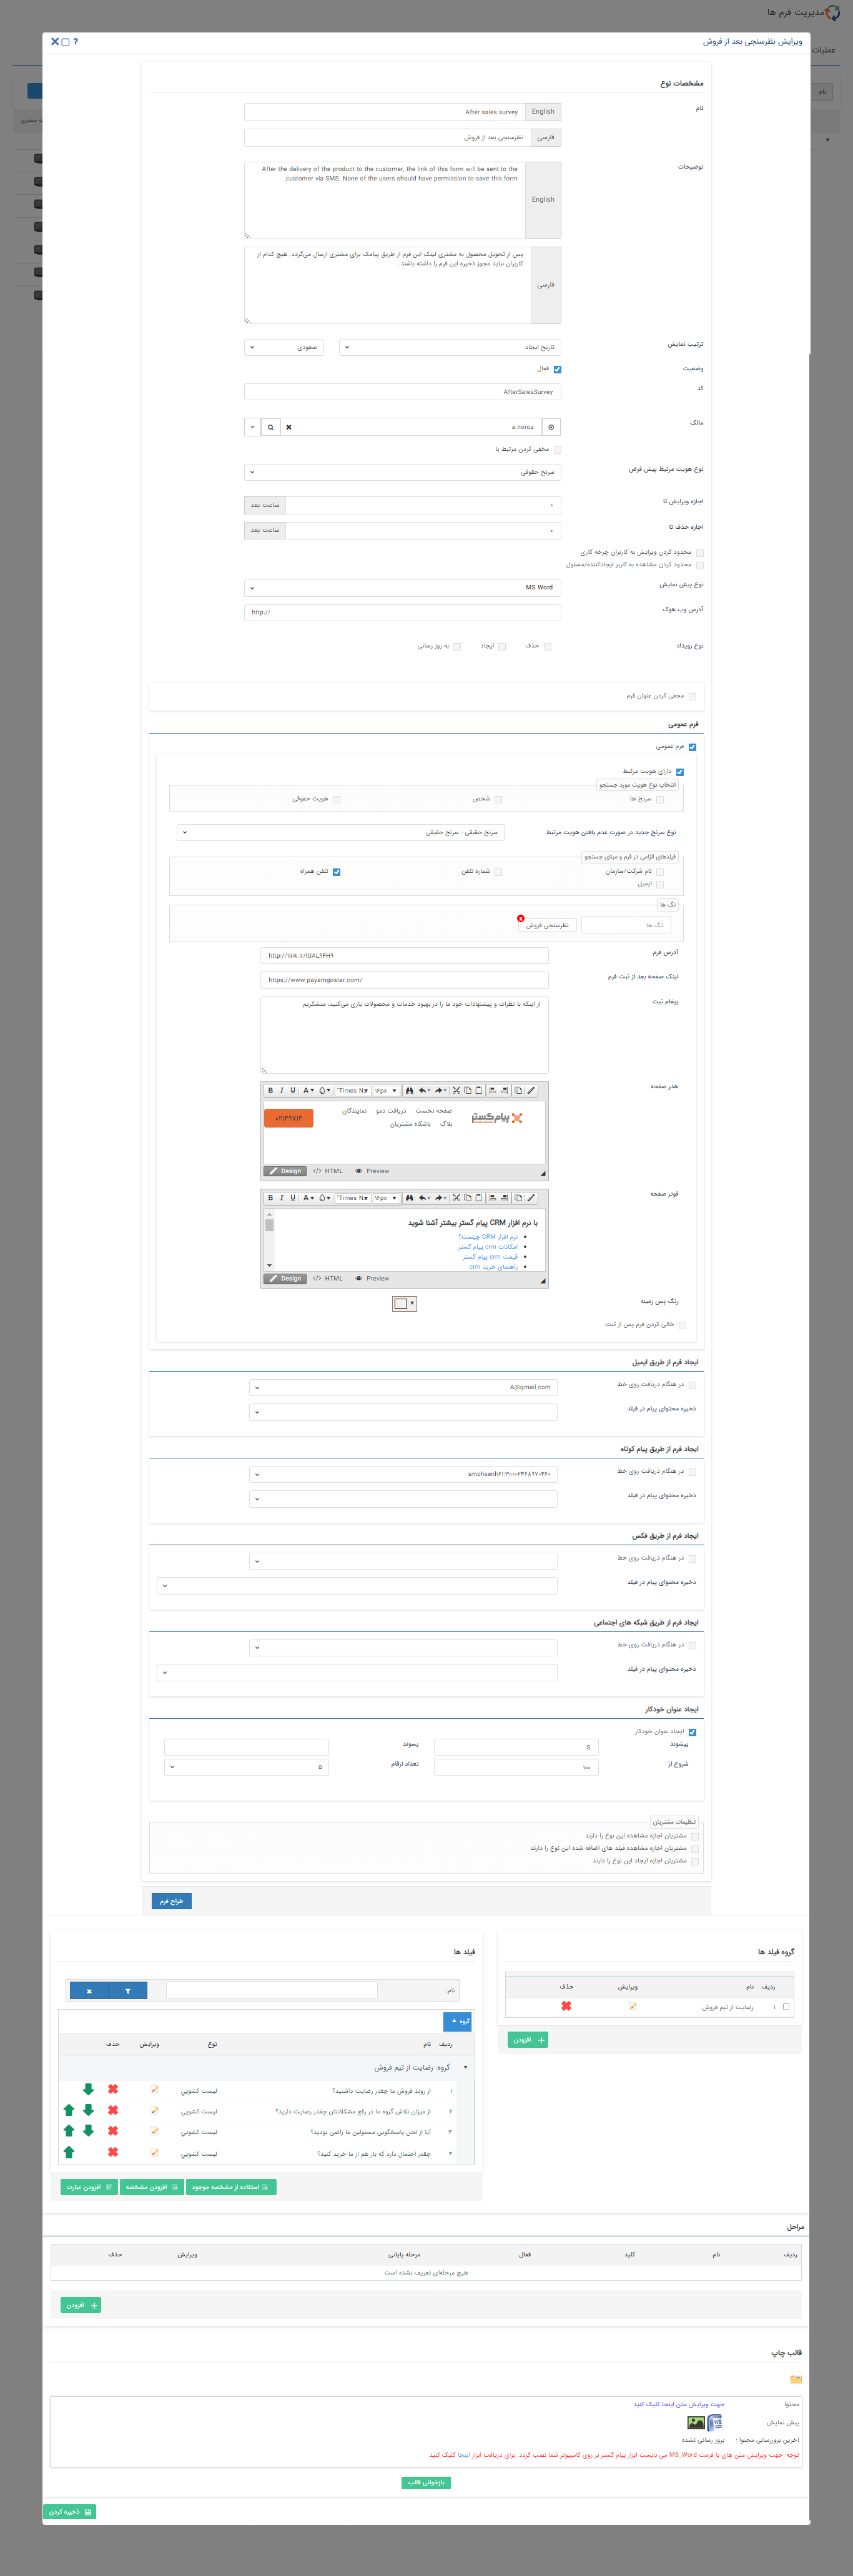 مدیریت فرم ها
عملیات
نام
ویرایش نظرسنجی بعد از فروش
?
مشخصات نوع
نام
English
After sales survey
فارسی
نظرسنجی بعد از فروش
توضیحات
English
After the delivery of the product to the customer, the link of this form will be sent to the
customer via SMS. None of the users should have permission to save this form.
فارسی
پس از تحویل محصول به مشتری لینک این فرم از طریق پیامک برای مشتری ارسال می‌گردد. هیچ کدام از
کاربران نباید مجوز ذخیره این فرم را داشته باشند.
ترتیب نمایش
تاریخ ایجاد
صعودی
وضعیت
فعال
کد
AfterSalesSurvey
مالک
a.noroz
مخفی کردن مرتبط با
نوع هویت مرتبط پیش فرض
سرنخ حقوقی
اجازه ویرایش تا
۰
ساعت بعد
اجازه حذف تا
۰
ساعت بعد
محدود کردن ویرایش به کاربران چرخه کاری
محدود کردن مشاهده به کاربر ایجادکننده/مسئول
نوع پیش نمایش
MS Word
آدرس وب هوک
http://
نوع رویداد
حذف
ایجاد
به روز رسانی
مخفی کردن عنوان فرم
فرم عمومی
فرم عمومی
دارای هویت مرتبط
انتخاب نوع هویت مورد جستجو
سرنخ ها
شخص
هویت حقوقی
نوع سرنخ جدید در صورت عدم یافتن هویت مرتبط
سرنخ حقیقی - سرنخ حقیقی
فیلدهای الزامی در فرم و مبنای جستجو
نام شرکت/سازمان
شماره تلفن
تلفن همراه
ایمیل
تگ ها
تگ ها
نظرسنجی فروش
x
آدرس فرم
لینک صفحه بعد از ثبت فرم
https://www.payamgostar.com/
پیغام ثبت
از اینکه با نظرات و پیشنهادات خود ما را در بهبود خدمات و محصولات یاری می‌کنید، متشکریم.
هدر صفحه
B I U A "Times N... ۱۶px
پیام‌گستر
صفحه نخست
دریافت دمو
نمایندگان
بلاگ
باشگاه مشتریان
۰۲۱۴۹۷۱۴
Design
HTML
Preview
فوتر صفحه
B I U A "Times N... ۱۶px
با نرم افزار CRM پیام گستر بیشتر آشنا شوید
نرم افزار CRM چیست؟
امکانات crm پیام گستر
قیمت crm پیام گستر
راهنمای خرید crm
Design
HTML
Preview
رنگ پس زمینه
خالی کردن فرم پس از ثبت
ایجاد فرم از طریق ایمیل
در هنگام دریافت روی خط
A@gmail.com
ذخیره محتوای پیام در فیلد
ایجاد فرم از طریق پیام کوتاه
در هنگام دریافت روی خط
ذخیره محتوای پیام در فیلد
ایجاد فرم از طریق فکس
در هنگام دریافت روی خط
ذخیره محتوای پیام در فیلد
ایجاد فرم از طریق شبکه های اجتماعی
در هنگام دریافت روی خط
ذخیره محتوای پیام در فیلد
ایجاد عنوان خودکار
ایجاد عنوان خودکار
پیشوند
S
پسوند
شروع از
۱۰۰
تعداد ارقام
۵
تنظیمات مشتریان
مشتریان اجازه مشاهده این نوع را دارند
مشتریان اجازه مشاهده فیلد های اضافه شده این نوع را دارند
مشتریان اجازه ایجاد این نوع را دارند
طراح فرم
گروه فیلد ها
ردیف
نام
ویرایش
حذف
۱
رضایت از تیم فروش
افزودن
فیلد ها
نام:
گروه
ردیف
نام
نوع
ویرایش
حذف
گروه: رضایت از تیم فروش
۱
از روند فروش ما چقدر رضایت داشتید؟
لیست کشویی
۲
از میزان تلاش گروه ما در رفع مشکلاتتان چقدر رضایت دارید؟
لیست کشویی
۳
آیا از لحن پاسخگویی مسئولین ما راضی بودید؟
لیست کشویی
۴
چقدر احتمال دارد که باز هم از ما خرید کنید؟
لیست کشویی
استفاده از مشخصه موجود
افزودن مشخصه
افزودن عبارت
مراحل
ردیف
نام
کلید
فعال
مرحله پایانی
ویرایش
حذف
هیچ مرحله‌ای تعریف نشده است
افزودن
قالب چاپ
محتوا
جهت ویرایش متن اینجا کلیک کنید
پیش نمایش
آخرین بروزرسانی محتوا :
بروز رسانی نشده
توجه: جهت ویرایش متن های با فرمت MS_Word می بایست ابزار پیام گستر بر روی کامپیوتر شما نصب گردد. برای دریافت ابزار اینجا کلیک کنید.
بازخوانی قالب
ذخیره کردن